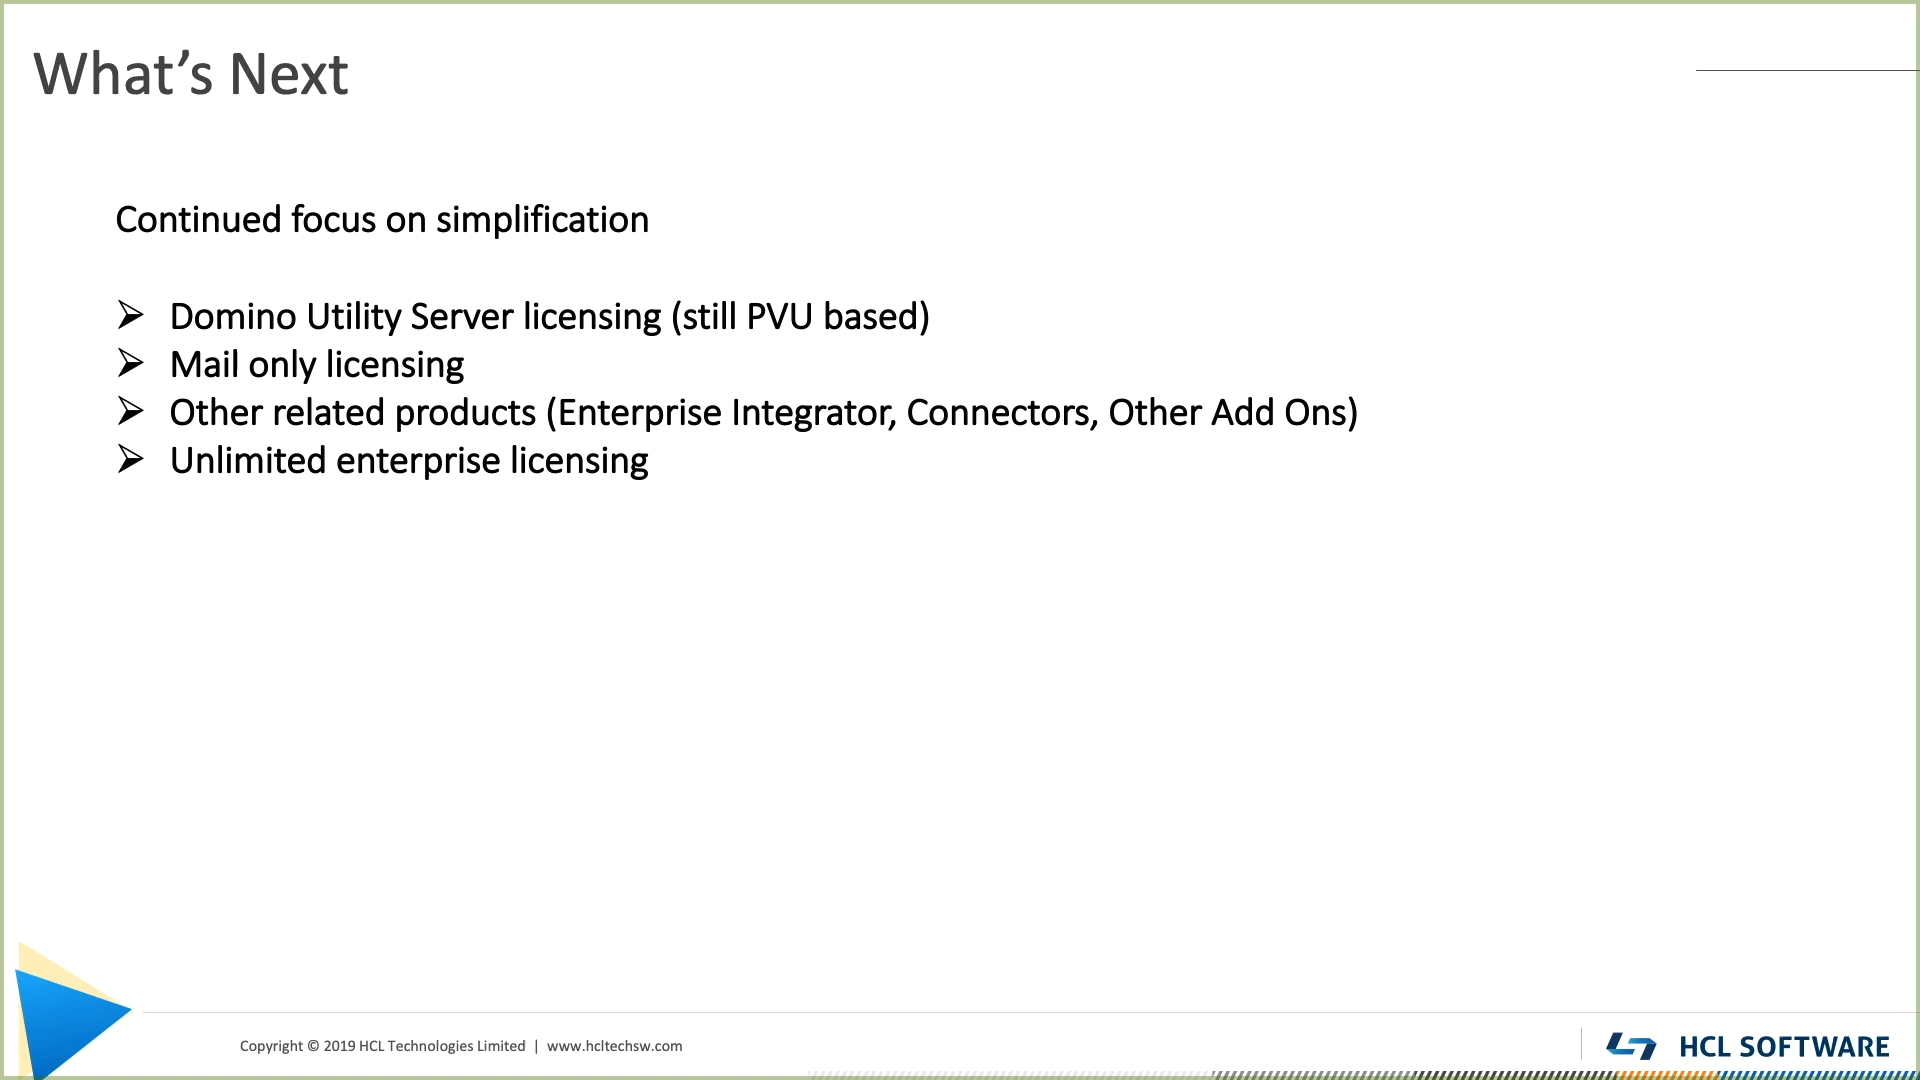 What’s Next
Continued focus on simplification
➢ Domino Utility Server licensing (still PVU based)
➢ Mail only licensing
➢ Other related products (Enterprise Integrator, Connectors, Other Add Ons)
➢ Unlimited enterprise licensing
Copyright © 2019 HCL Technologies Limited | www.hcltechsw.com
HCL SOFTWARE